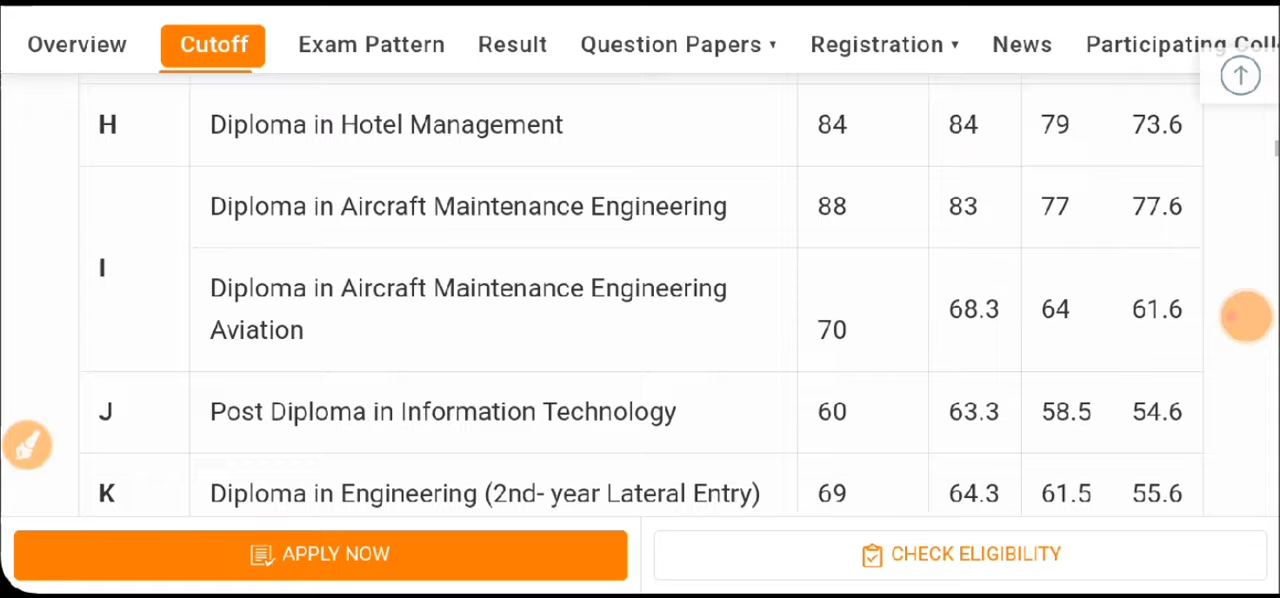 Overview Cutoff Exam Pattern Result Question Papers ▾ Registration ▾ News Participating Coll
H Diploma in Hotel Management 84 84 79 73.6
Diploma in Aircraft Maintenance Engineering 88 83 77 77.6
I
Diploma in Aircraft Maintenance Engineering
Aviation 70 68.3 64 61.6
J Post Diploma in Information Technology 60 63.3 58.5 54.6
K Diploma in Engineering (2nd- year Lateral Entry) 69 64.3 61.5 55.6
APPLY NOW CHECK ELIGIBILITY